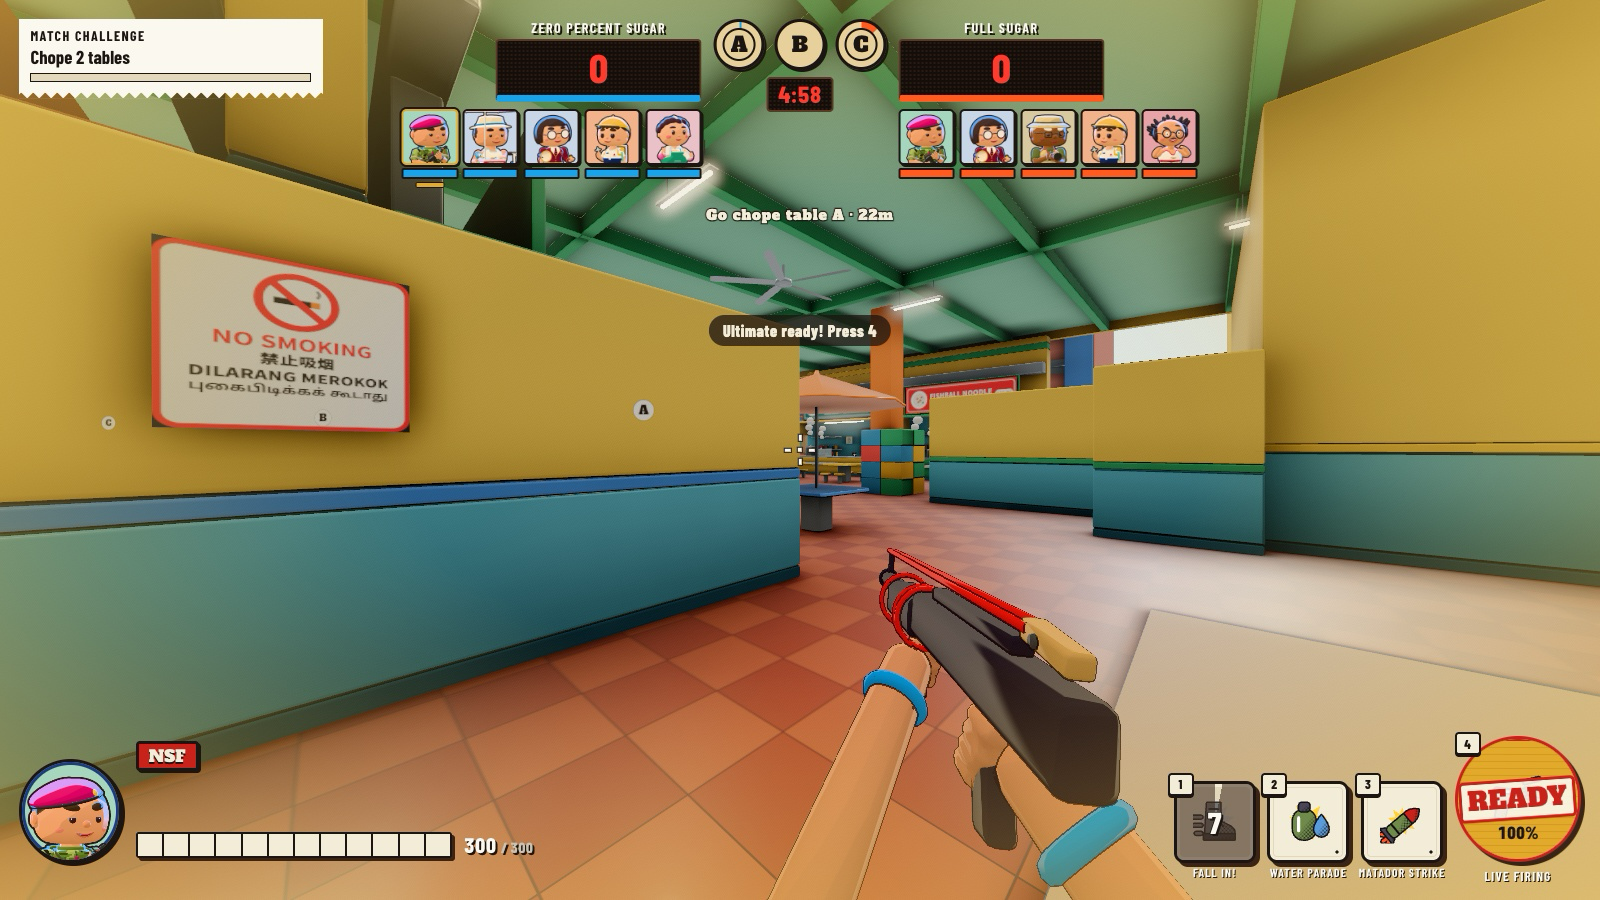 MATCH CHALLENGE
Chope 2 tables
ZERO PERCENT SUGAR
0
A
B
C
4:58
FULL SUGAR
0
Go chope table A · 22m
Ultimate ready! Press 4
NO SMOKING
禁止吸烟
DILARANG MEROKOK
புகைபிடிக்கக் கூடாது
A
B
C
FISHBALL NOODLE
NSF
300 / 300
1
7
FALL IN!
2
WATER PARADE
3
MATADOR STRIKE
4
READY
100%
LIVE FIRING